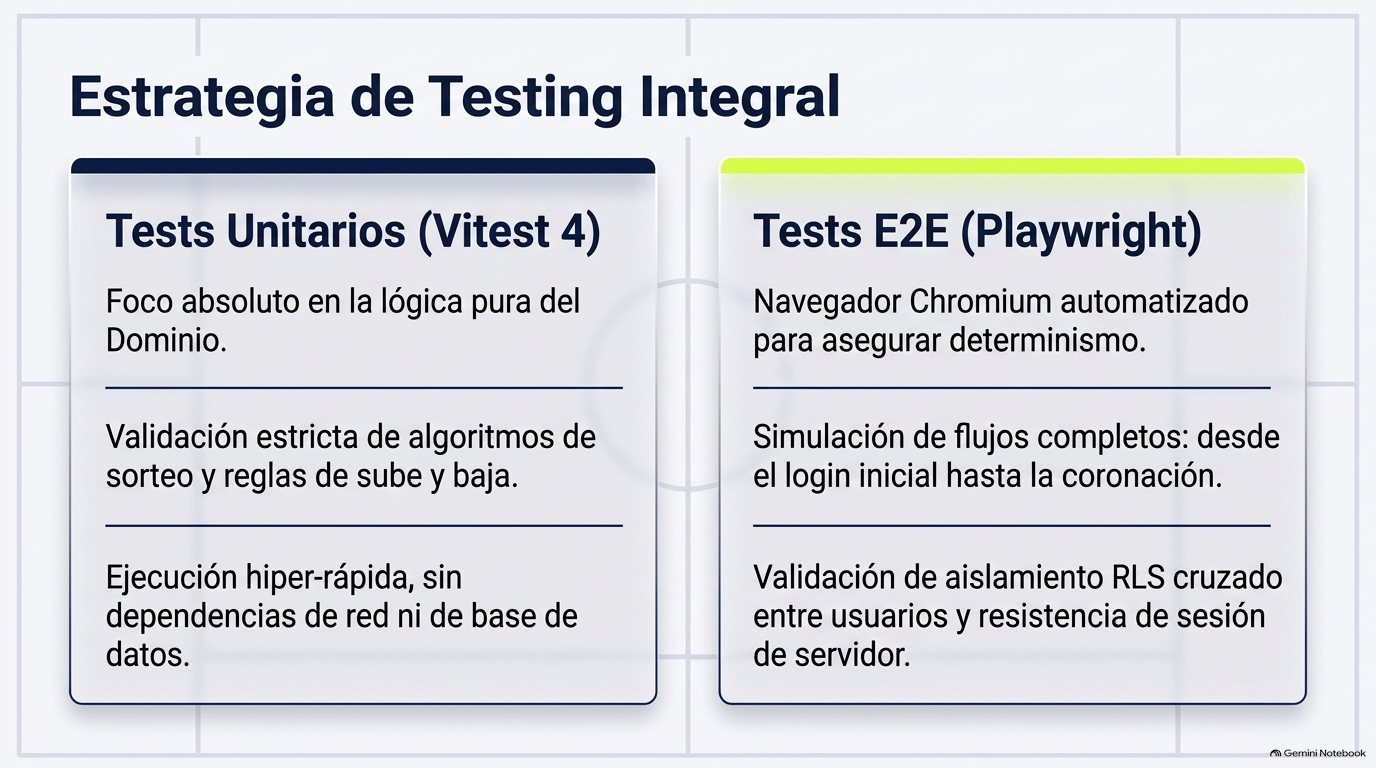 Estrategia de Testing Integral
Tests Unitarios (Vitest 4)
Foco absoluto en la lógica pura del
Dominio.
Validación estricta de algoritmos de
sorteo y reglas de sube y baja.
Ejecución hiper-rápida, sin
dependencias de red ni de base de
datos.
Tests E2E (Playwright)
Navegador Chromium automatizado
para asegurar determinismo.
Simulación de flujos completos: desde
el login inicial hasta la coronación.
Validación de aislamiento RLS cruzado
entre usuarios y resistencia de sesión
de servidor.
Gemini Notebook